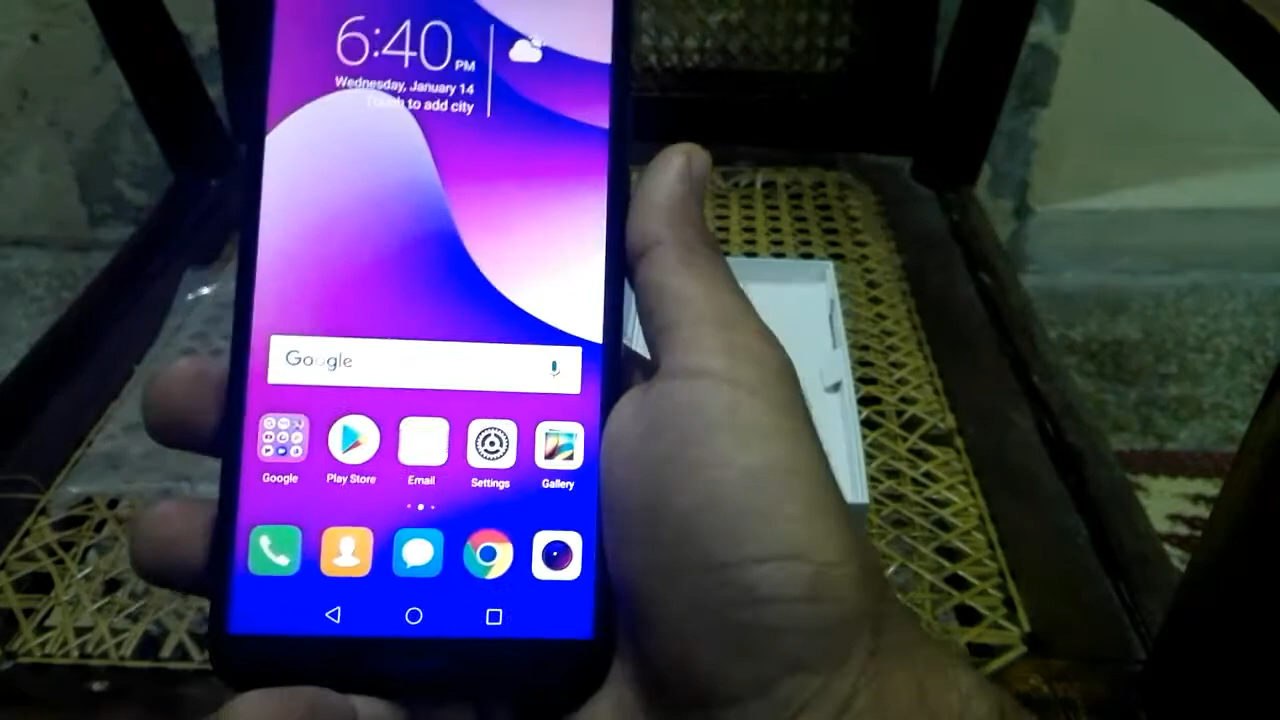 6:40 PM
Wednesday, January 14
Touch to add city
Google
Google Play Store Email Settings Gallery